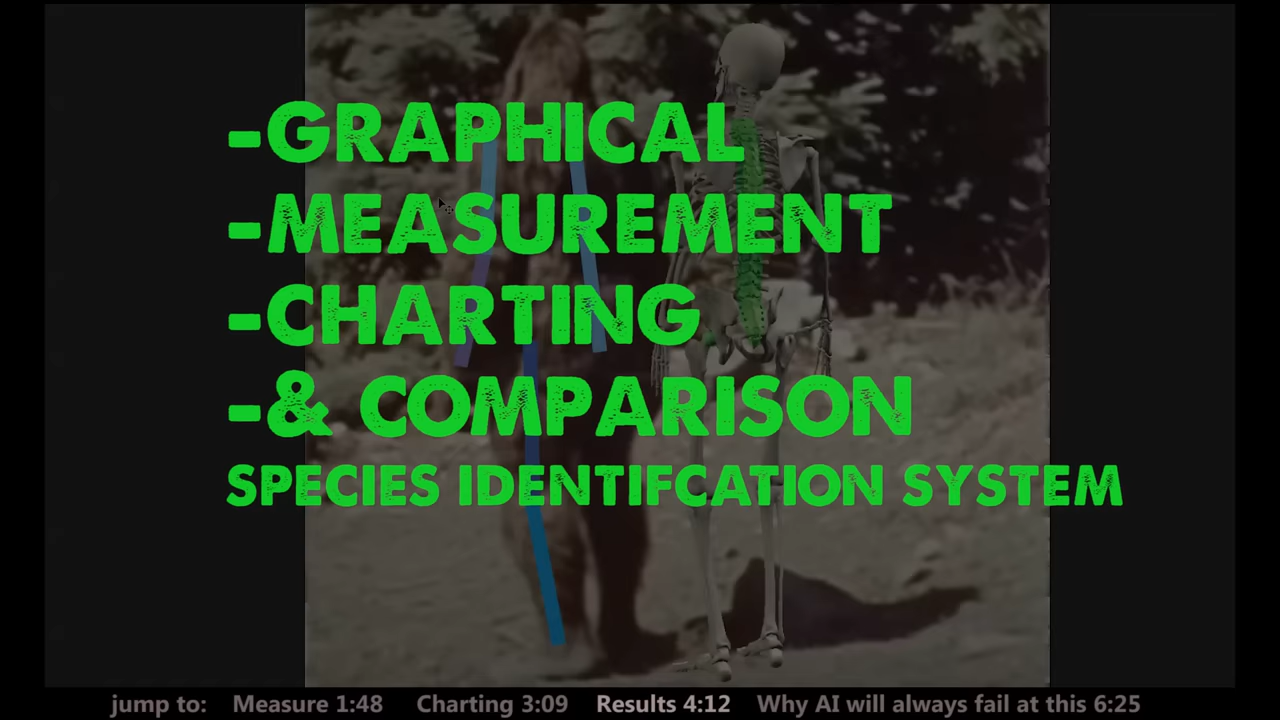 -GRAPHICAL
-MEASUREMENT
-CHARTING
-& COMPARISON
SPECIES IDENTIFCATION SYSTEM
jump to: Measure 1:48 Charting 3:09 Results 4:12 Why AI will always fail at this 6:25